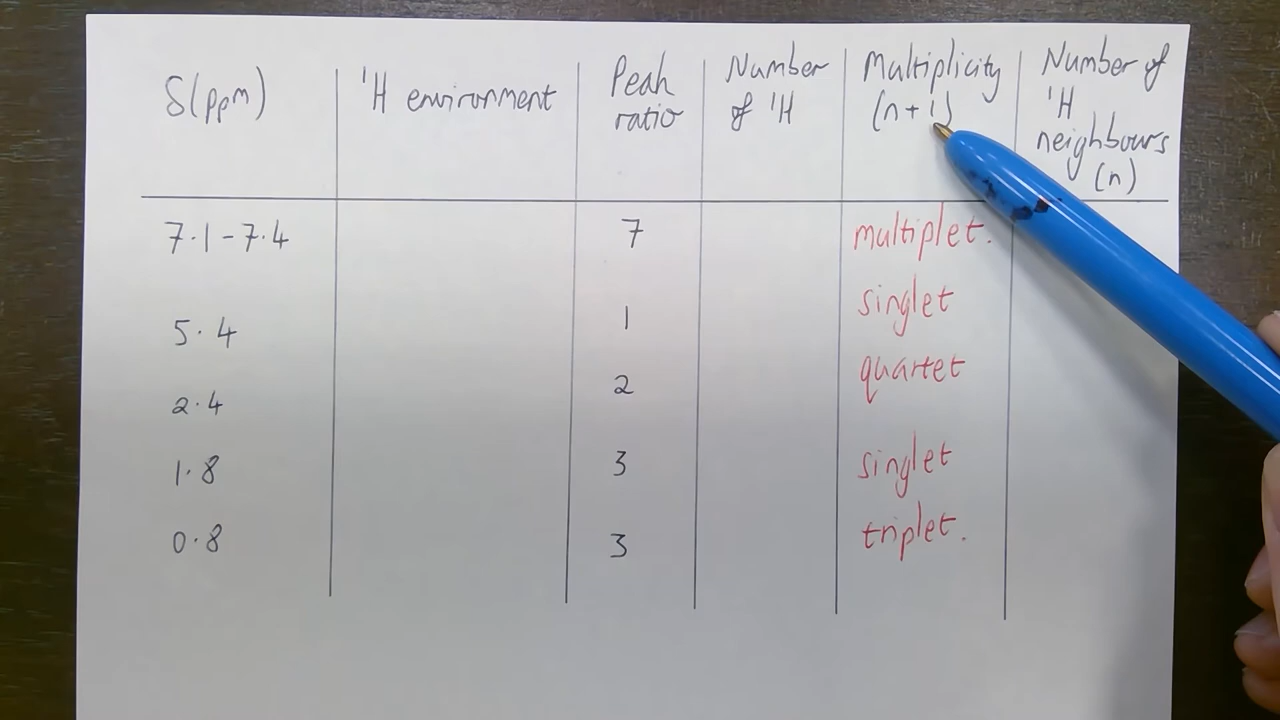 δ(ppm) ¹H environment Peak ratio Number of ¹H Multiplicity (n+1) Number of ¹H neighbours (n)
7.1-7.4 7 multiplet.
5.4 1 singlet
2.4 2 quartet
1.8 3 singlet
0.8 3 triplet.